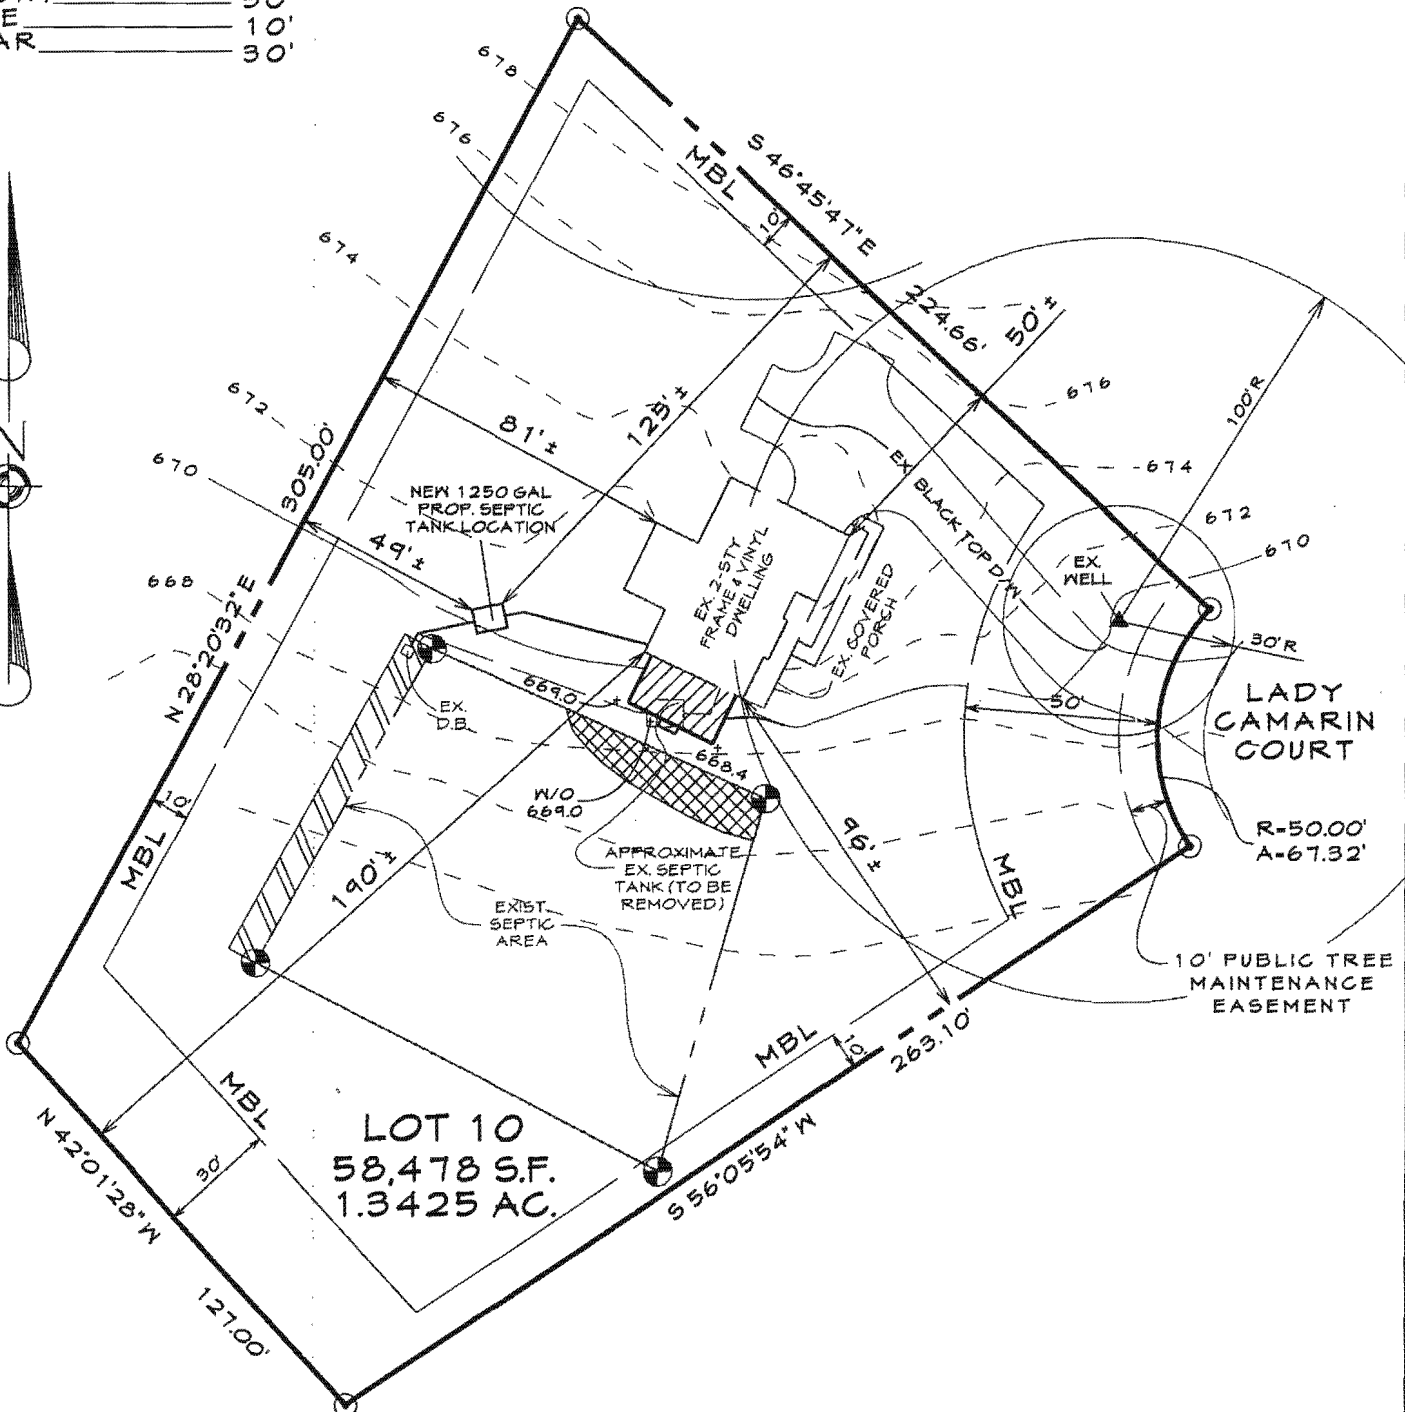 50'
10'
30'
678
676
674
672
670
668
N
S 46°45'47" E
224.66'
MBL
10'
50'±
125'±
81'±
100'R
676
674
672
670
305.00'
N 28°20'32" E
NEW 1250 GAL
PROP. SEPTIC
TANK LOCATION
49'±
EX. 2-STY
FRAME & VINYL
DWELLING
EX. BLACK TOP D/W
EX. COVERED
PORCH
EX.
WELL
30'R
LADY
CAMARIN
COURT
50'
R=50.00'
A=67.32'
669.0
EX.
D.B.
668.4
W/O
669.0
APPROXIMATE
EX. SEPTIC
TANK (TO BE
REMOVED)
96'±
190'±
10'
MBL
EXIST.
SEPTIC
AREA
MBL
10' PUBLIC TREE
MAINTENANCE
EASEMENT
MBL
10'
263.10'
S 56°05'54" W
MBL
30'
LOT 10
58,478 S.F.
1.3425 AC.
N 42°01'28" W
127.00'